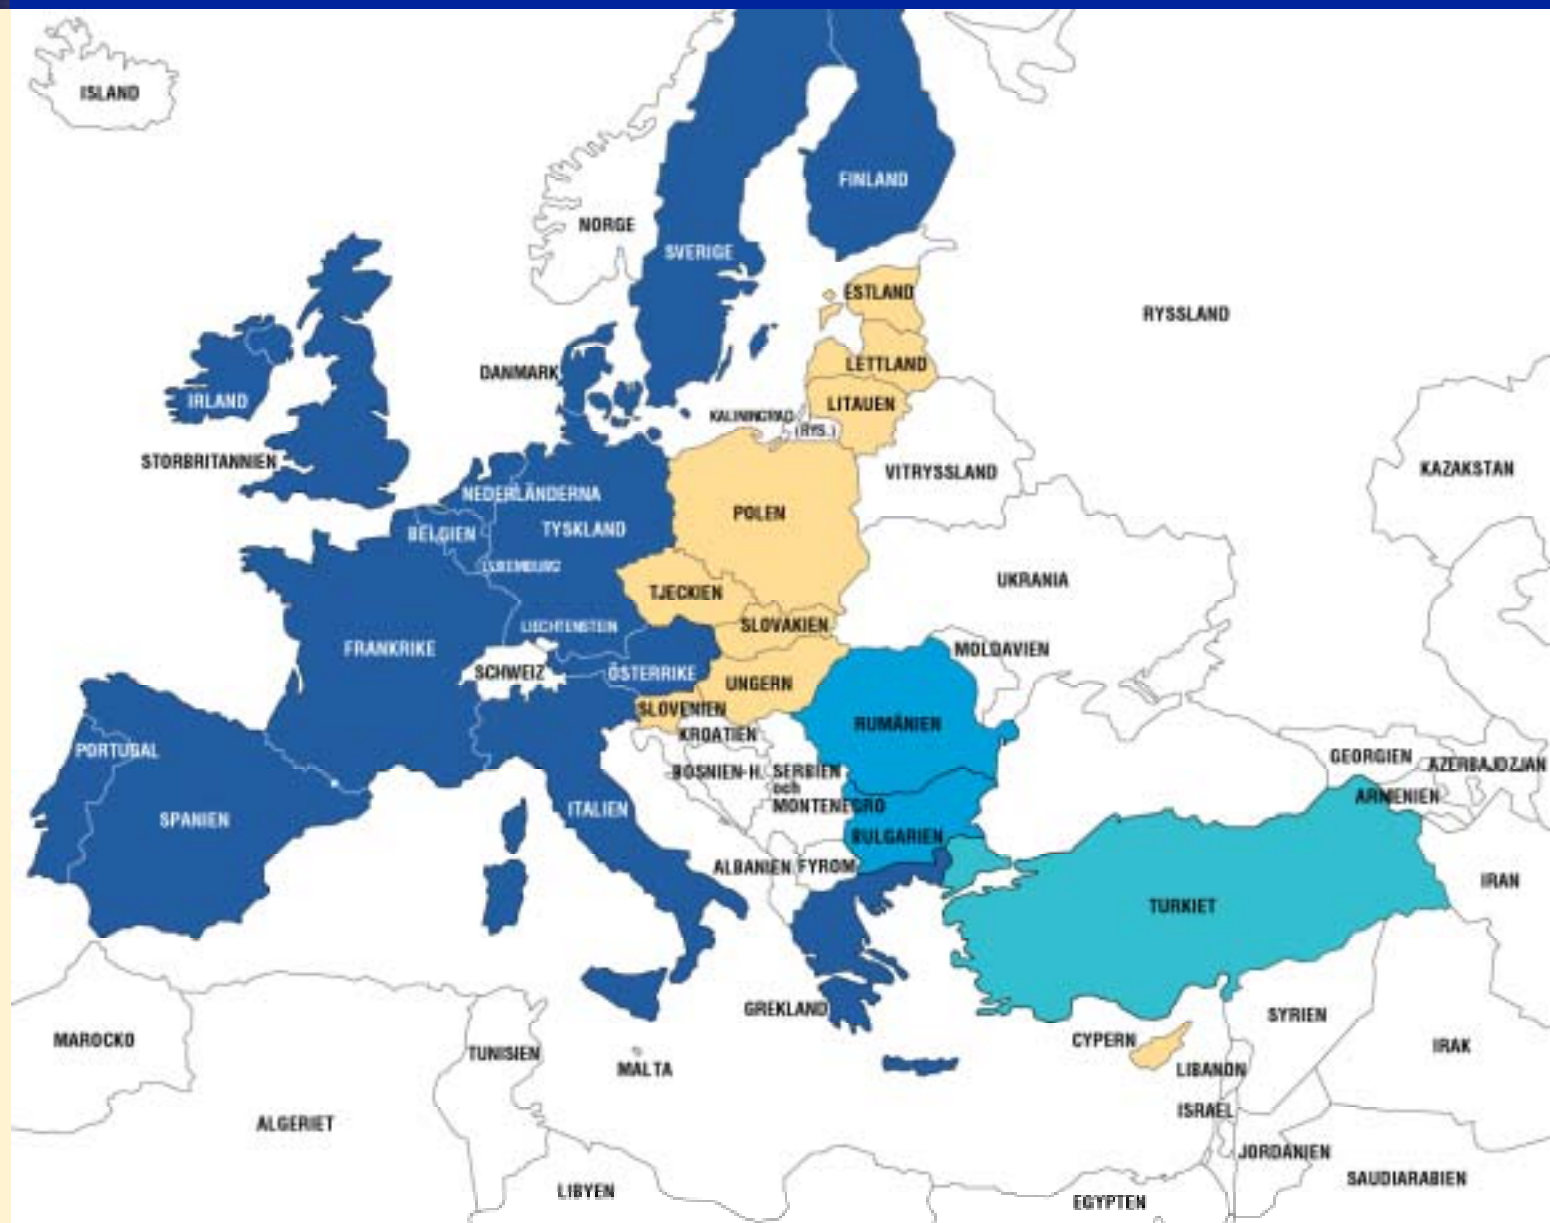 ISLAND
FINLAND
NORGE
SVERIGE
ESTLAND
RYSSLAND
LETTLAND
DANMARK
IRLAND
LITAUEN
KALININGRAD
(RYS.)
STORBRITANNIEN
VITRYSSLAND
KAZAKSTAN
NEDERLÄNDERNA
POLEN
BELGIEN
TYSKLAND
LUXEMBURG
UKRANIA
TJECKIEN
LIECHTENSTEIN
SLOVAKIEN
FRANKRIKE
MOLDAVIEN
SCHWEIZ
ÖSTERRIKE
UNGERN
SLOVENIEN
RUMÄNIEN
KROATIEN
PORTUGAL
GEORGIEN
AZERBAJDZJAN
BOSNIEN-H.
SERBIEN
och
MONTENEGRO
ARMENIEN
ITALIEN
SPANIEN
BULGARIEN
ALBANIEN
FYROM
IRAN
TURKIET
GREKLAND
SYRIEN
MAROCKO
CYPERN
IRAK
TUNISIEN
MALTA
LIBANON
ISRAEL
ALGERIET
JORDANIEN
SAUDIARABIEN
LIBYEN
EGYPTEN